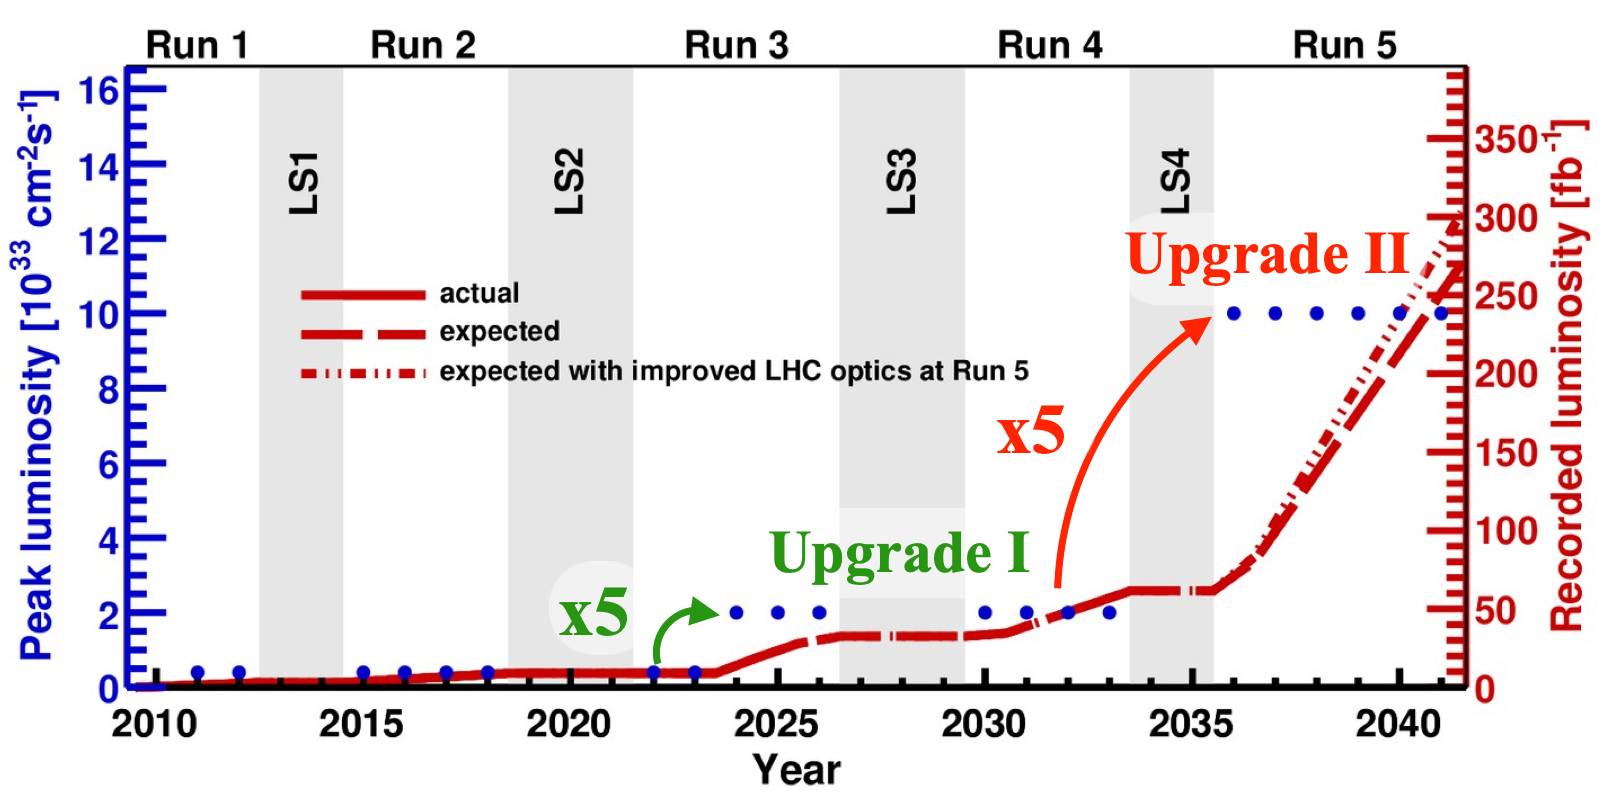 Run 1 Run 2 Run 3 Run 4 Run 5
Peak luminosity [10³³ cm⁻²s⁻¹]
16
14
12
10
8
6
4
2
0
LS1
LS2
LS3
LS4
actual
expected
expected with improved LHC optics at Run 5
Upgrade II
x5
Upgrade I
x5
350
300
250
200
150
100
50
0
Recorded luminosity [fb⁻¹]
2010 2015 2020 2025 2030 2035 2040
Year